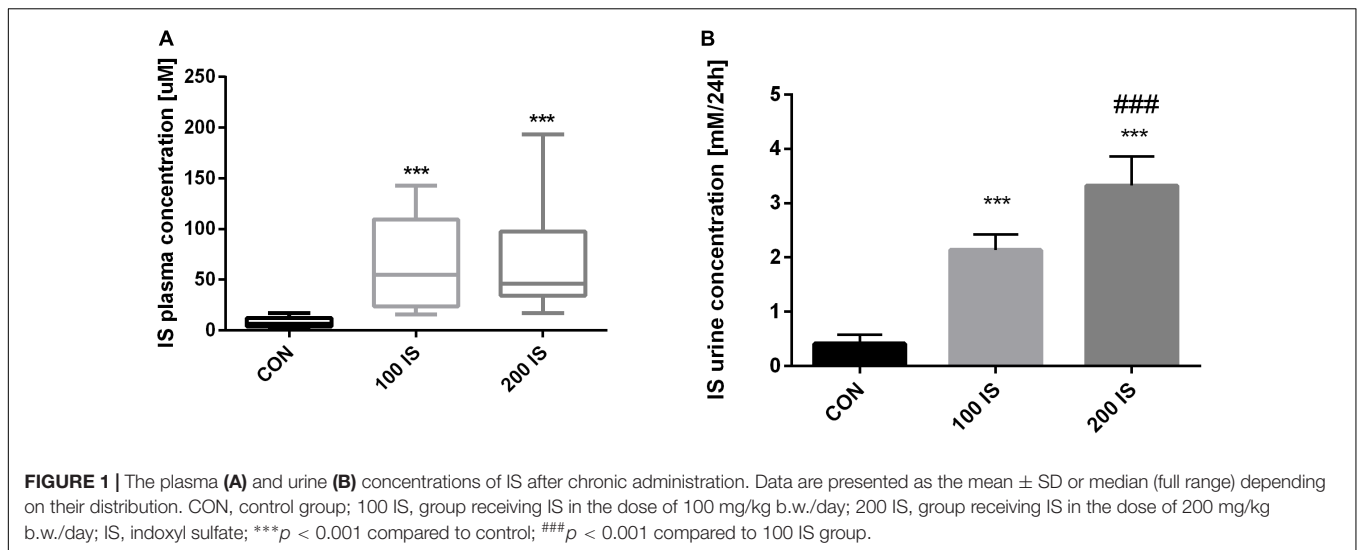 A
IS plasma concentration [uM]
250
200
150
100
50
0
***
***
CON
100 IS
200 IS
B
IS urine concentration [mM/24h]
5
4
3
2
1
0
***
###
***
CON
100 IS
200 IS
FIGURE 1 | The plasma (A) and urine (B) concentrations of IS after chronic administration. Data are presented as the mean ± SD or median (full range) depending
on their distribution. CON, control group; 100 IS, group receiving IS in the dose of 100 mg/kg b.w./day; 200 IS, group receiving IS in the dose of 200 mg/kg
b.w./day; IS, indoxyl sulfate; ***p < 0.001 compared to control; ###p < 0.001 compared to 100 IS group.